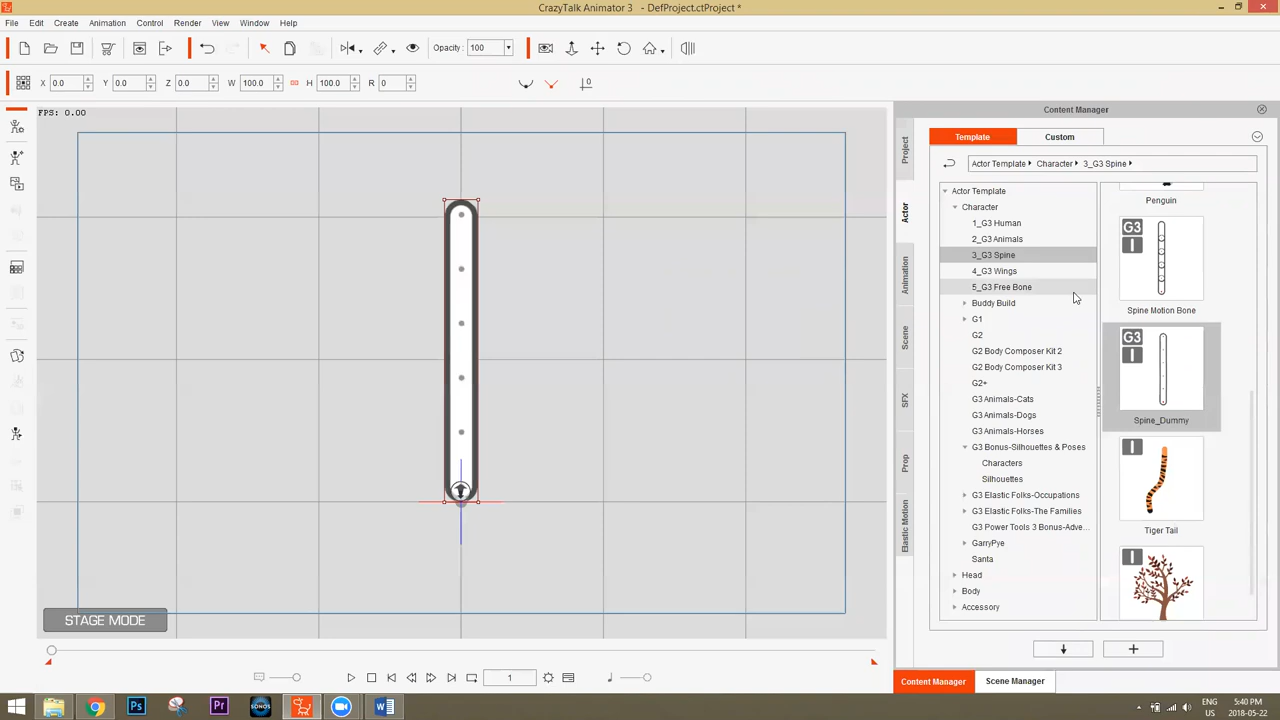 CrazyTalk Animator 3 - DefProject.ctProject *
File Edit Create Animation Control Render View Window Help
Opacity : 100
X 0.0 Y 0.0 Z 0.0 W 100.0 H 100.0 R 0
FPS: 0.00
STAGE MODE
1
Content Manager
Template Custom
Actor Template Character 3_G3 Spine
Project
Actor
Animation
Scene
SFX
Prop
Elastic Motion
Actor Template
Character
1_G3 Human
2_G3 Animals
3_G3 Spine
4_G3 Wings
5_G3 Free Bone
Buddy Build
G1
G2
G2 Body Composer Kit 2
G2 Body Composer Kit 3
G2+
G3 Animals-Cats
G3 Animals-Dogs
G3 Animals-Horses
G3 Bonus-Silhouettes & Poses
Characters
Silhouettes
G3 Elastic Folks-Occupations
G3 Elastic Folks-The Families
G3 Power Tools 3 Bonus-Adve...
GarryPye
Santa
Head
Body
Accessory
Penguin
G3
Spine Motion Bone
G3
Spine_Dummy
Tiger Tail
Content Manager Scene Manager
Ps
SONOS
Pr
ENG 5:40 PM
US 2018-05-22